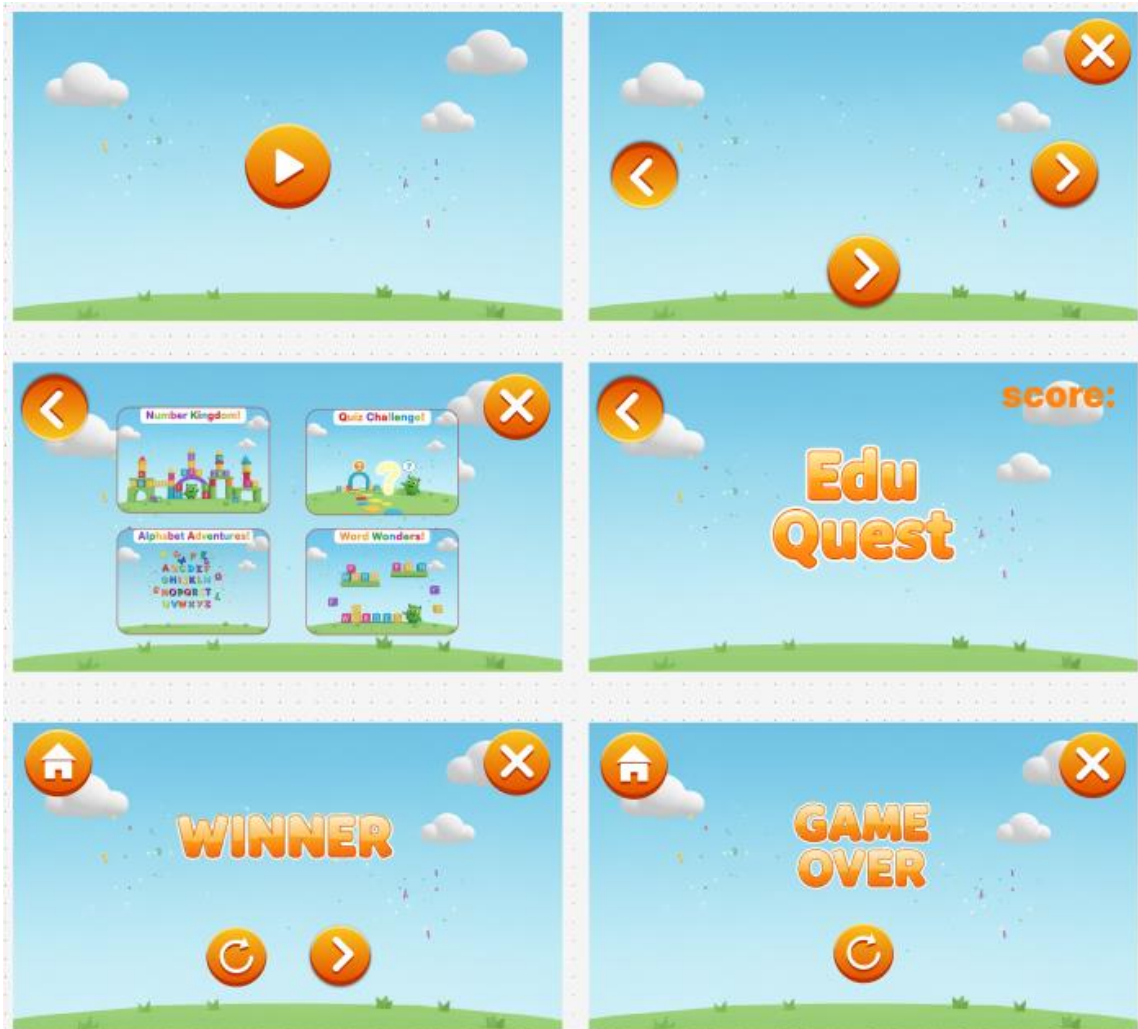 Number Kingdom!
Quiz Challenge!
Alphabet Adventures!
Word Wonders!
score:
Edu
Quest
WINNER
GAME
OVER